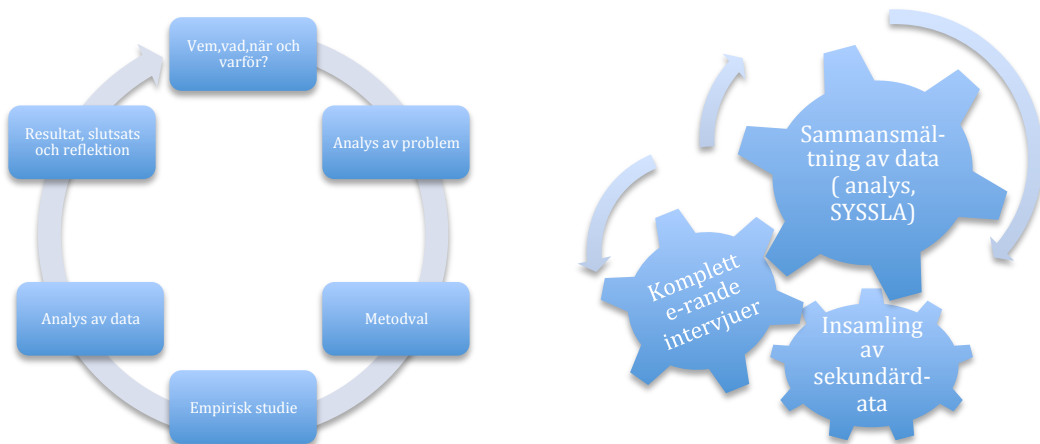 Vem,vad,när och
varför?
Analys av problem
Metodval
Empirisk studie
Analys av data
Resultat, slutsats
och reflektion
Sammansmäl-
tning av data
( analys,
SYSSLA)
Komplett
e-rande
intervjuer
Insamling
av
sekundärd-
ata